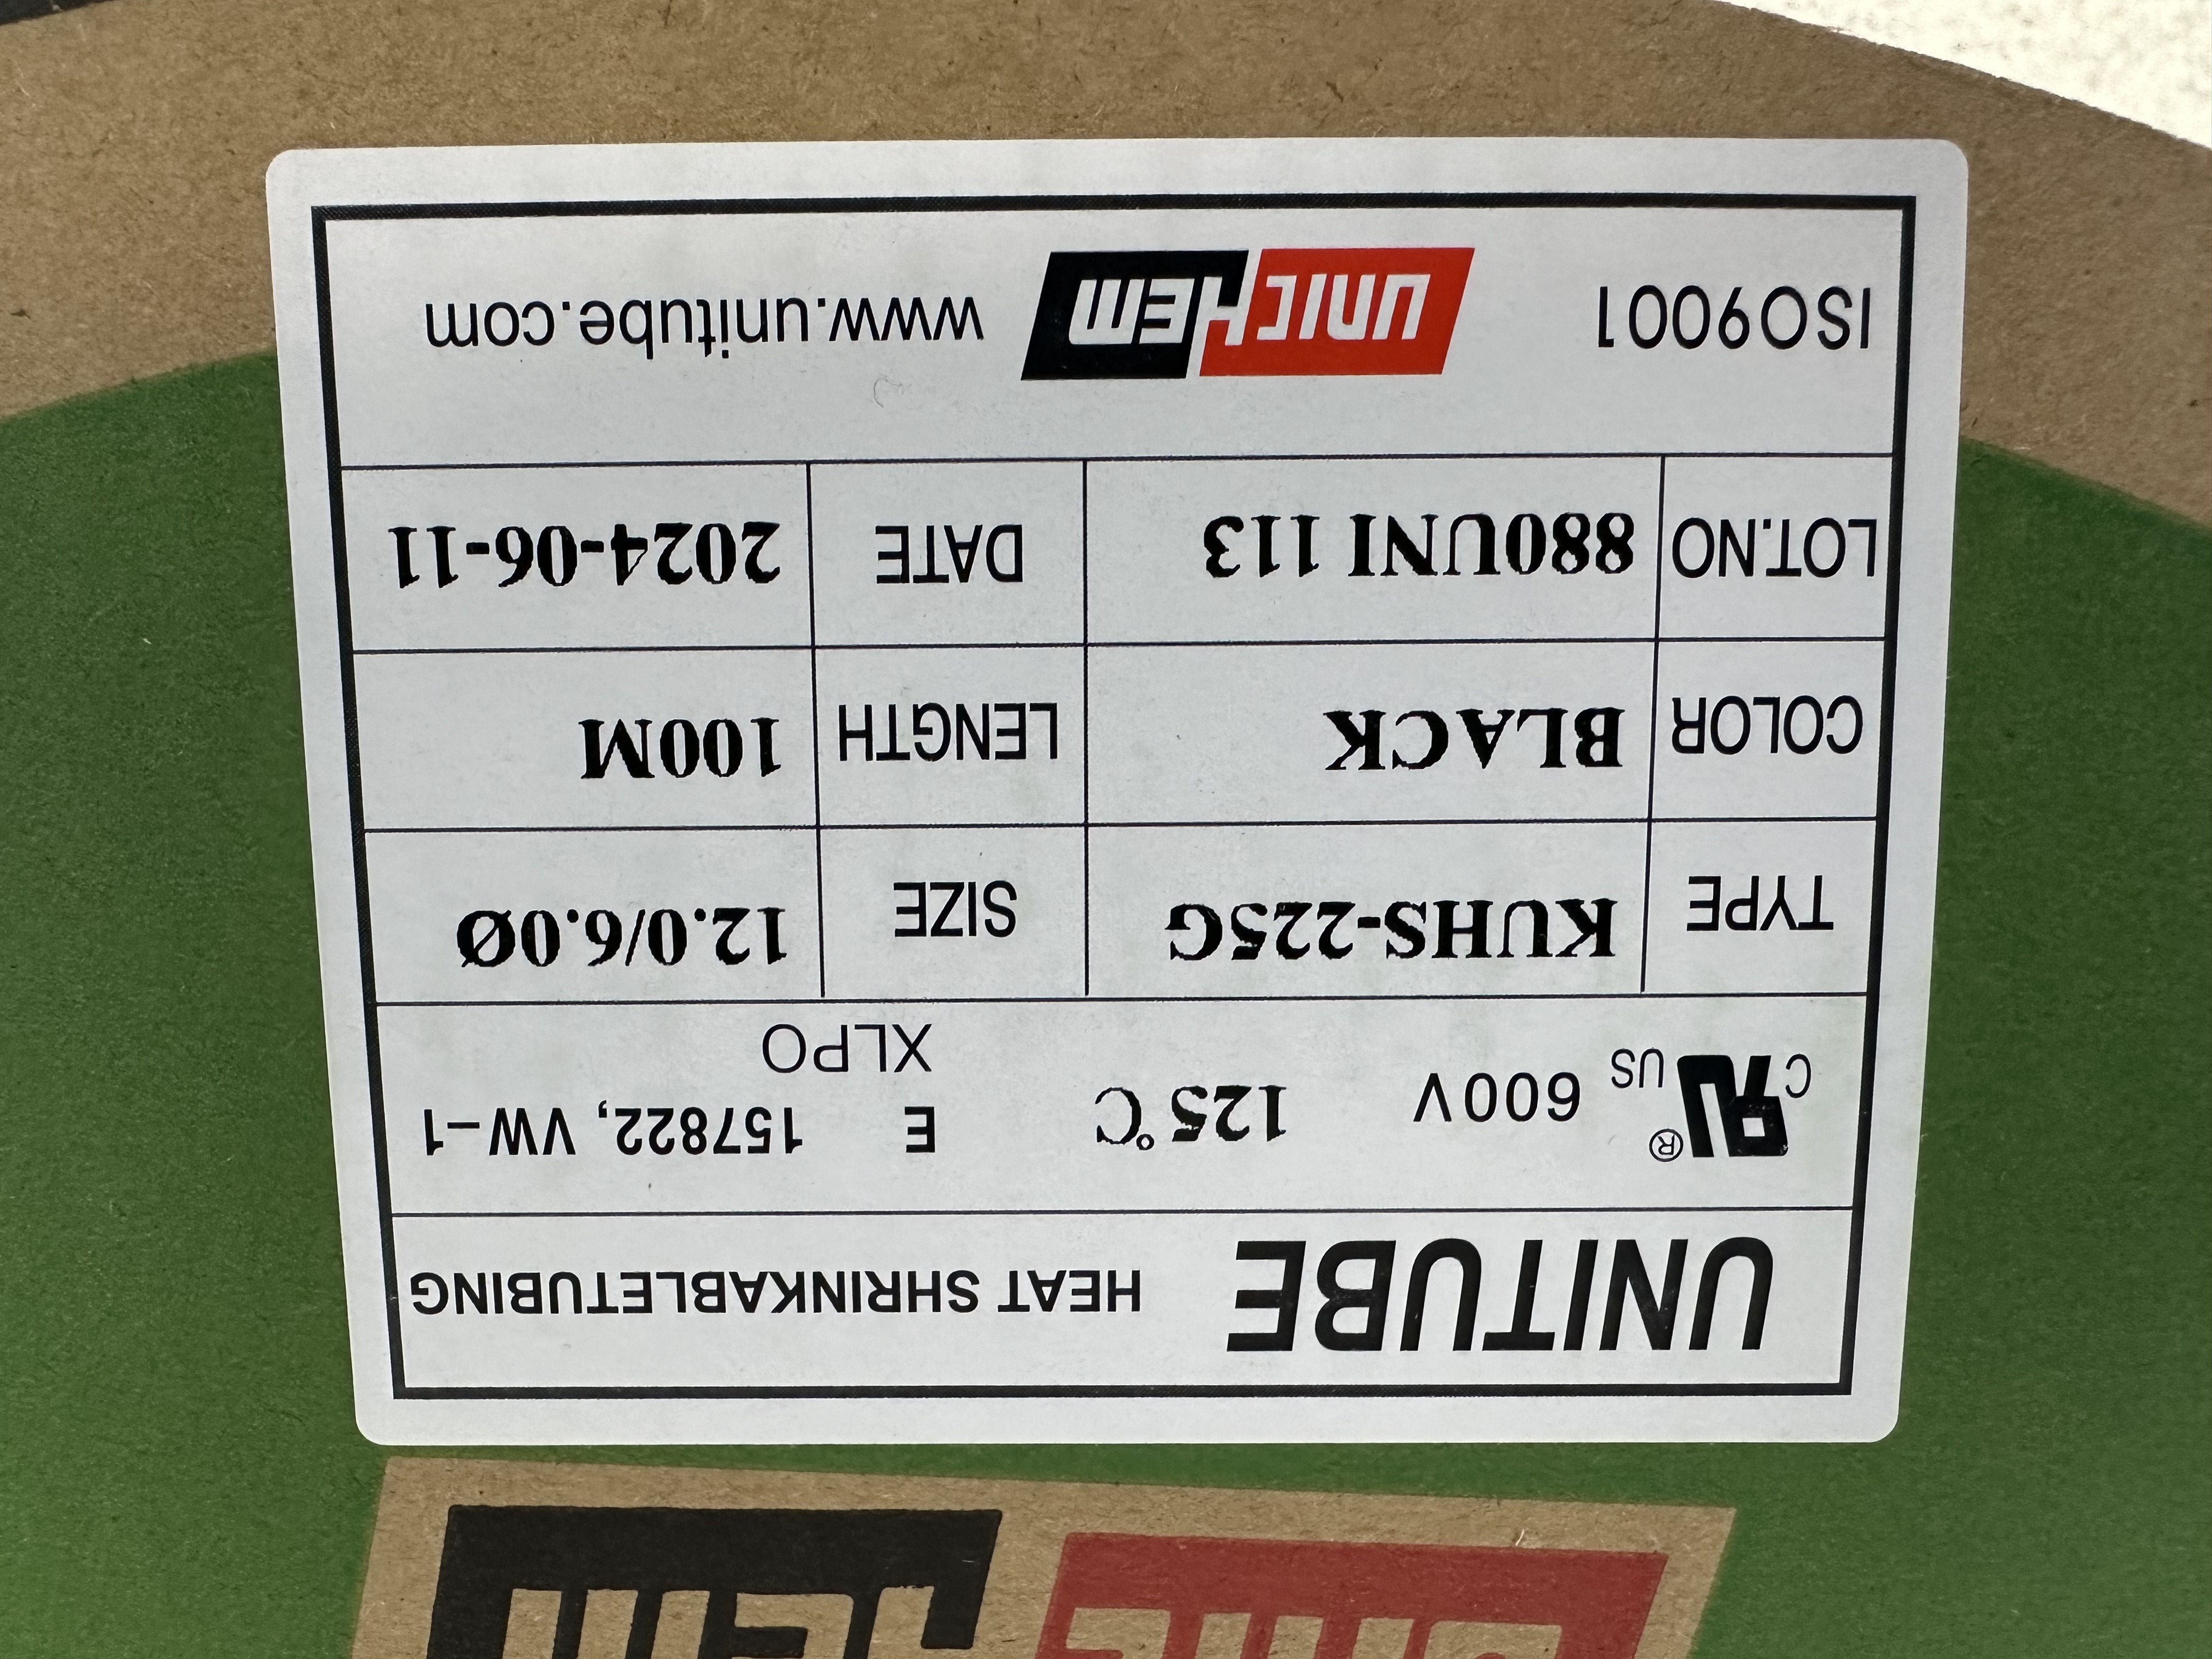 UNITUBE HEAT SHRINKABLETUBING
c RU US ® 600V 125℃ E 157822, VW-1
XLPO
TYPE KUHS-225G SIZE 12.0/6.0Ø
COLOR BLACK LENGTH 100M
LOT.NO 880UNI 113 DATE 2024-06-11
ISO9001 UNICHEM www.unitube.com